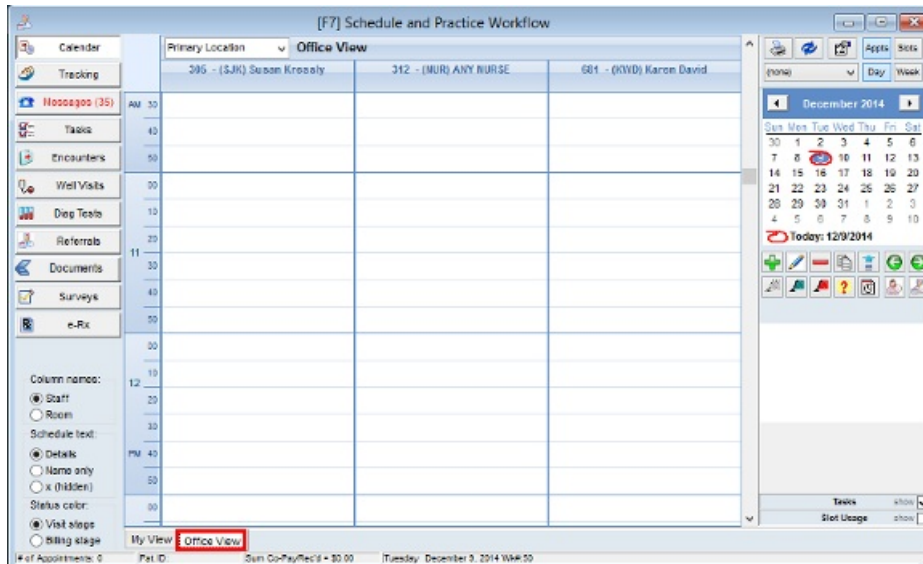 [F7] Schedule and Practice Workflow
Calendar
Tracking
Messages (35)
Tasks
Encounters
Well Visits
Diag Tests
Referrals
Documents
Surveys
e-Rx
Column names:
Staff
Room
Schedule text:
Details
Name only
x (hidden)
Status color:
Visit stage
Billing stage
Primary Location
Office View
305 - (SJK) Susan Krossly
312 - (NUR) ANY NURSE
681 - (KWD) Karen David
AM 30
40
50
11
00
10
20
30
40
50
12
00
10
20
30
PM 40
50
00
My View
Office View
Appts
Slots
(none)
Day
Week
December 2014
Sun Mon Tue Wed Thu Fri Sat
30 1 2 3 4 5 6
7 8 10 11 12 13
14 15 16 17 18 19 20
21 22 23 24 25 26 27
28 29 30 31 1 2 3
4 5 6 7 8 9 10
Today: 12/9/2014
Tasks show
Slot Usage show
# of Appointments: 0
Pat ID:
Sum Co-Pay/Rec'd = $0.00
Tuesday December 9, 2014 Wk#:50